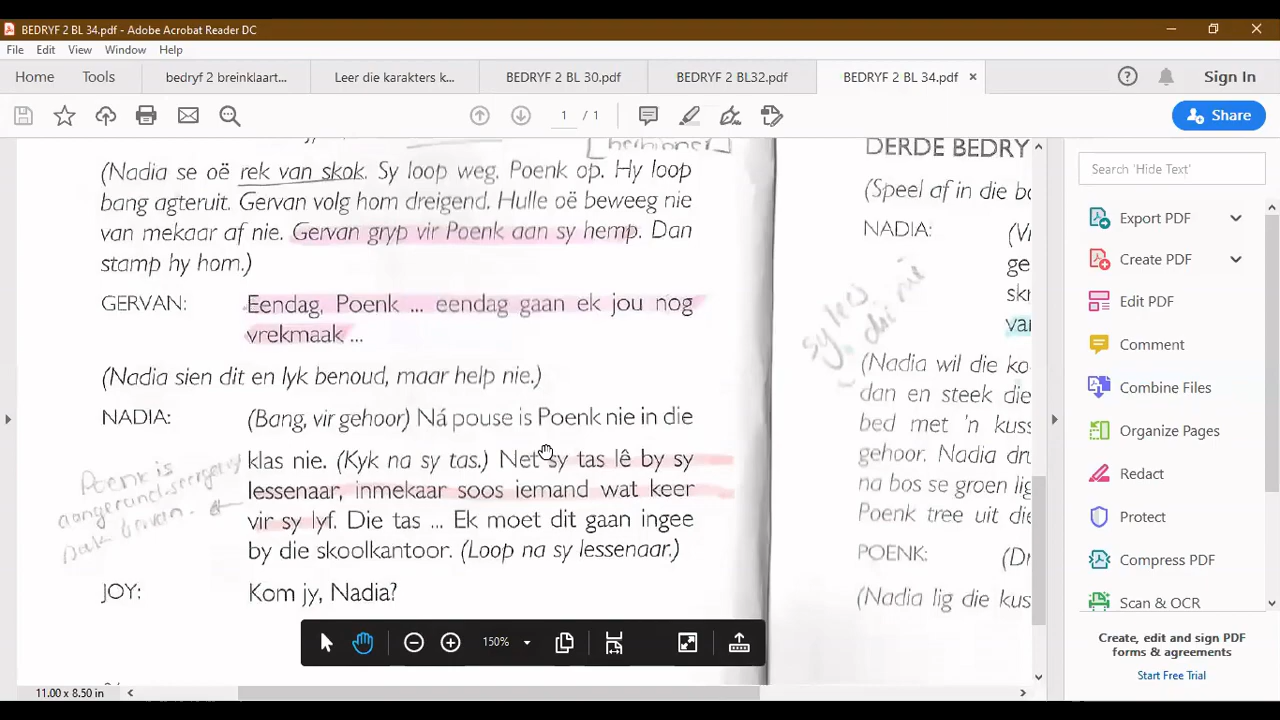 BEDRYF 2 BL 34.pdf - Adobe Acrobat Reader DC
File Edit View Window Help
Home Tools bedryf 2 breinklaart... Leer die karakters k... BEDRYF 2 BL 30.pdf BEDRYF 2 BL32.pdf BEDRYF 2 BL 34.pdf × Sign In
1 / 1 Share
(Nadia se oë rek van skok. Sy loop weg. Poenk op. Hy loop
bang agteruit. Gervan volg hom dreigend. Hulle oë beweeg nie
van mekaar af nie. Gervan gryp vir Poenk aan sy hemp. Dan
stamp hy hom.)
GERVAN: Eendag, Poenk ... eendag gaan ek jou nog
vrekmaak ...
(Nadia sien dit en lyk benoud, maar help nie.)
NADIA: (Bang, vir gehoor) Ná pouse is Poenk nie in die
klas nie. (Kyk na sy tas.) Net sy tas lê by sy
lessenaar, inmekaar soos iemand wat keer
vir sy lyf. Die tas ... Ek moet dit gaan ingee
by die skoolkantoor. (Loop na sy lessenaar.)
Poenk is
JOY: Kom jy, Nadia?
DERDE BEDRY
(Speel af in die bo
NADIA: (Vr
ge
skr
var
sy lees
(Nadia wil die ko
dan en steek die
bed met 'n kuss
gehoor. Nadia dru
na bos se groen lig
Poenk tree uit die
POENK: (Dr
(Nadia lig die kus
150%
11.00 x 8.50 in
Search 'Hide Text'
Export PDF
Create PDF
Edit PDF
Comment
Combine Files
Organize Pages
Redact
Protect
Compress PDF
Scan & OCR
Create, edit and sign PDF
forms & agreements
Start Free Trial